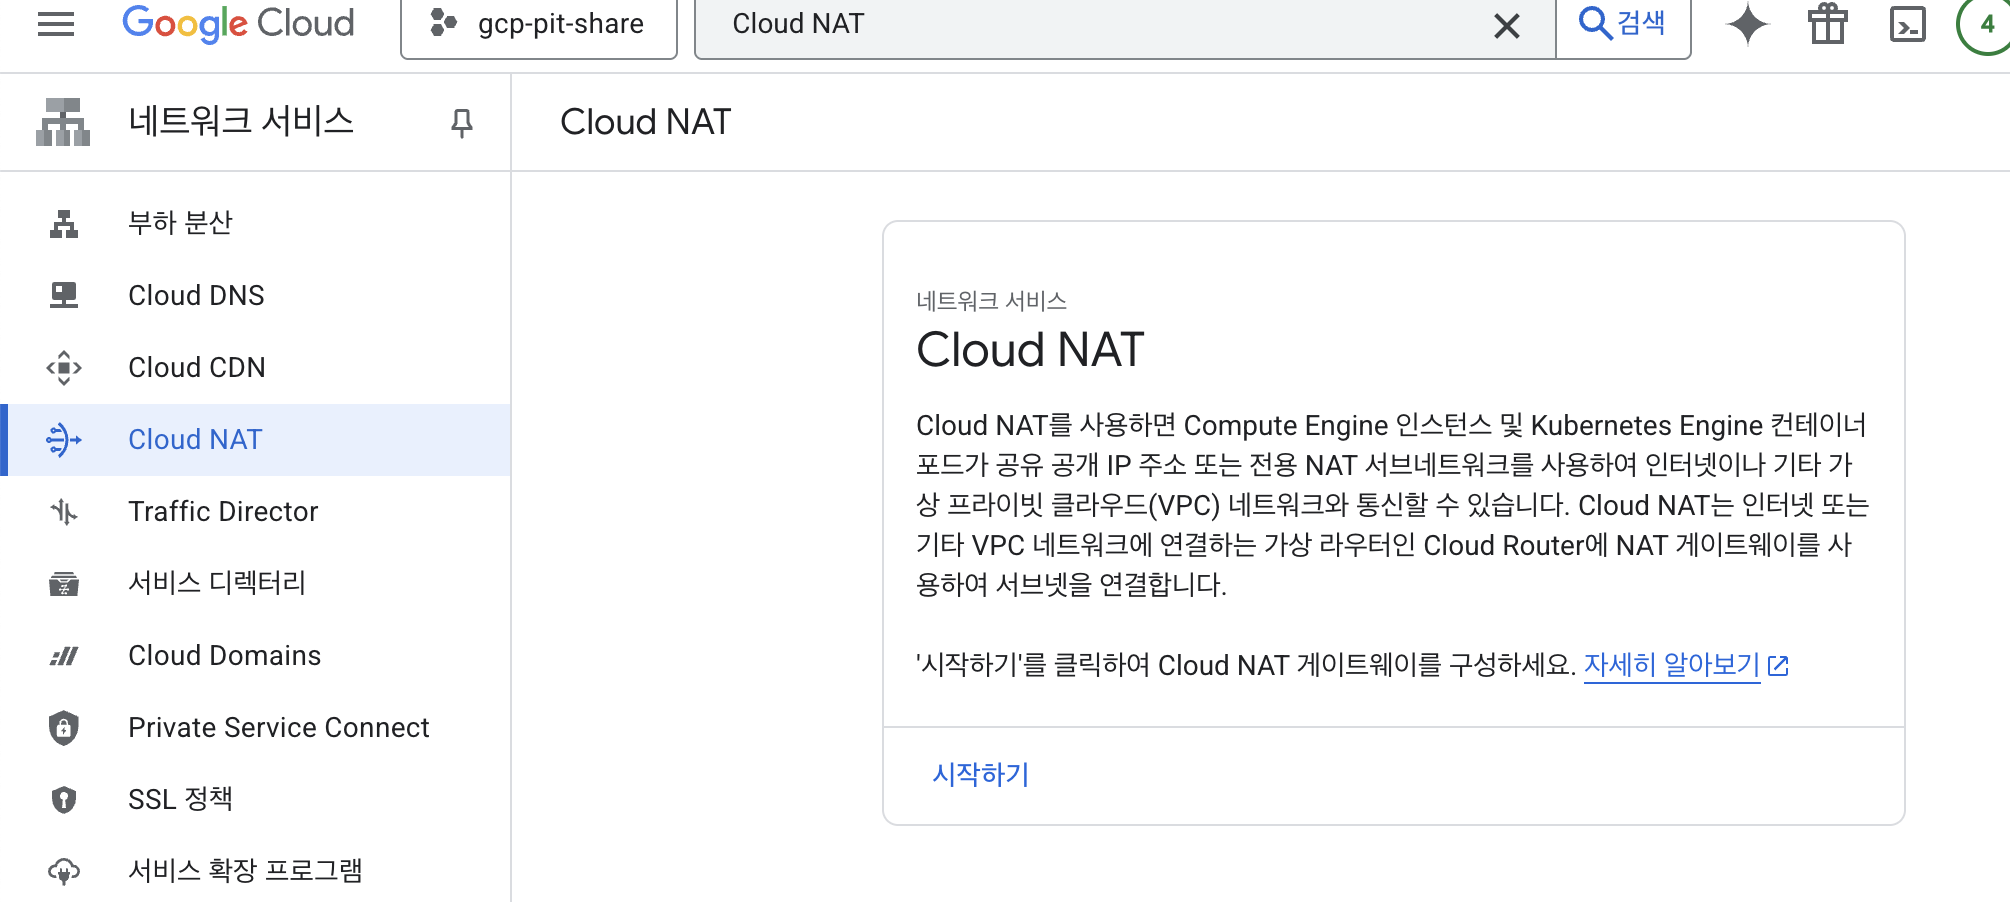 Google Cloud
gcp-pit-share
Cloud NAT
검색
4
네트워크 서비스
Cloud NAT
부하 분산
Cloud DNS
Cloud CDN
Cloud NAT
Traffic Director
서비스 디렉터리
Cloud Domains
Private Service Connect
SSL 정책
서비스 확장 프로그램
네트워크 서비스
Cloud NAT
Cloud NAT를 사용하면 Compute Engine 인스턴스 및 Kubernetes Engine 컨테이너
포드가 공유 공개 IP 주소 또는 전용 NAT 서브네트워크를 사용하여 인터넷이나 기타 가
상 프라이빗 클라우드(VPC) 네트워크와 통신할 수 있습니다. Cloud NAT는 인터넷 또는
기타 VPC 네트워크에 연결하는 가상 라우터인 Cloud Router에 NAT 게이트웨이를 사
용하여 서브넷을 연결합니다.
'시작하기'를 클릭하여 Cloud NAT 게이트웨이를 구성하세요. 자세히 알아보기
시작하기